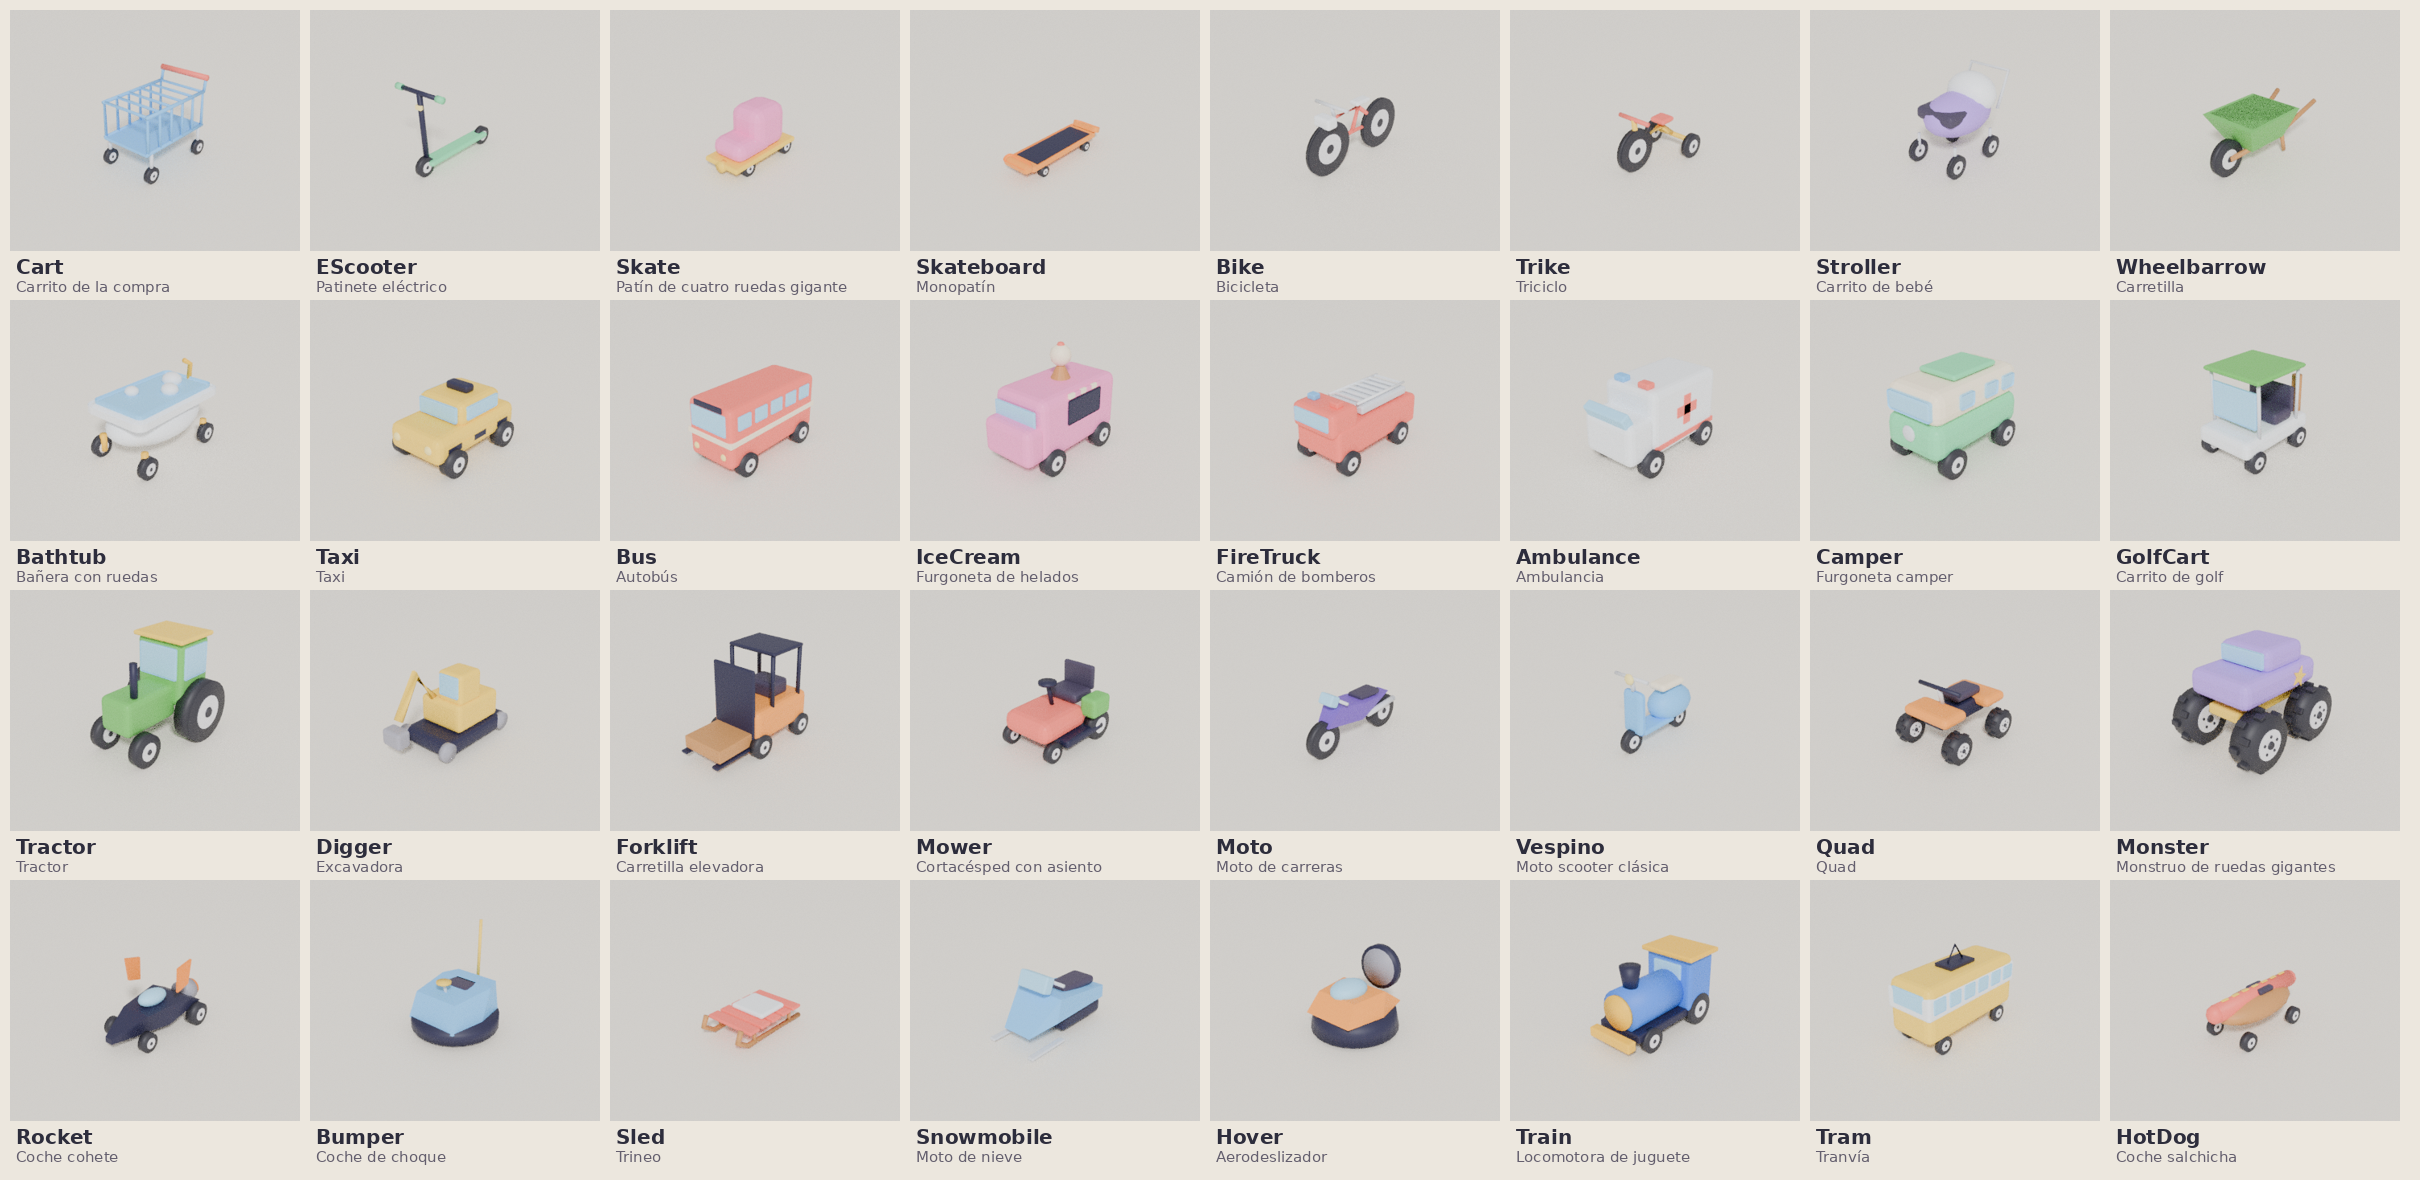 Cart
Carrito de la compra
EScooter
Patinete eléctrico
Skate
Patín de cuatro ruedas gigante
Skateboard
Monopatín
Bike
Bicicleta
Trike
Triciclo
Stroller
Carrito de bebé
Wheelbarrow
Carretilla
Bathtub
Bañera con ruedas
Taxi
Taxi
Bus
Autobús
IceCream
Furgoneta de helados
FireTruck
Camión de bomberos
Ambulance
Ambulancia
Camper
Furgoneta camper
GolfCart
Carrito de golf
Tractor
Tractor
Digger
Excavadora
Forklift
Carretilla elevadora
Mower
Cortacésped con asiento
Moto
Moto de carreras
Vespino
Moto scooter clásica
Quad
Quad
Monster
Monstruo de ruedas gigantes
Rocket
Coche cohete
Bumper
Coche de choque
Sled
Trineo
Snowmobile
Moto de nieve
Hover
Aerodeslizador
Train
Locomotora de juguete
Tram
Tranvía
HotDog
Coche salchicha